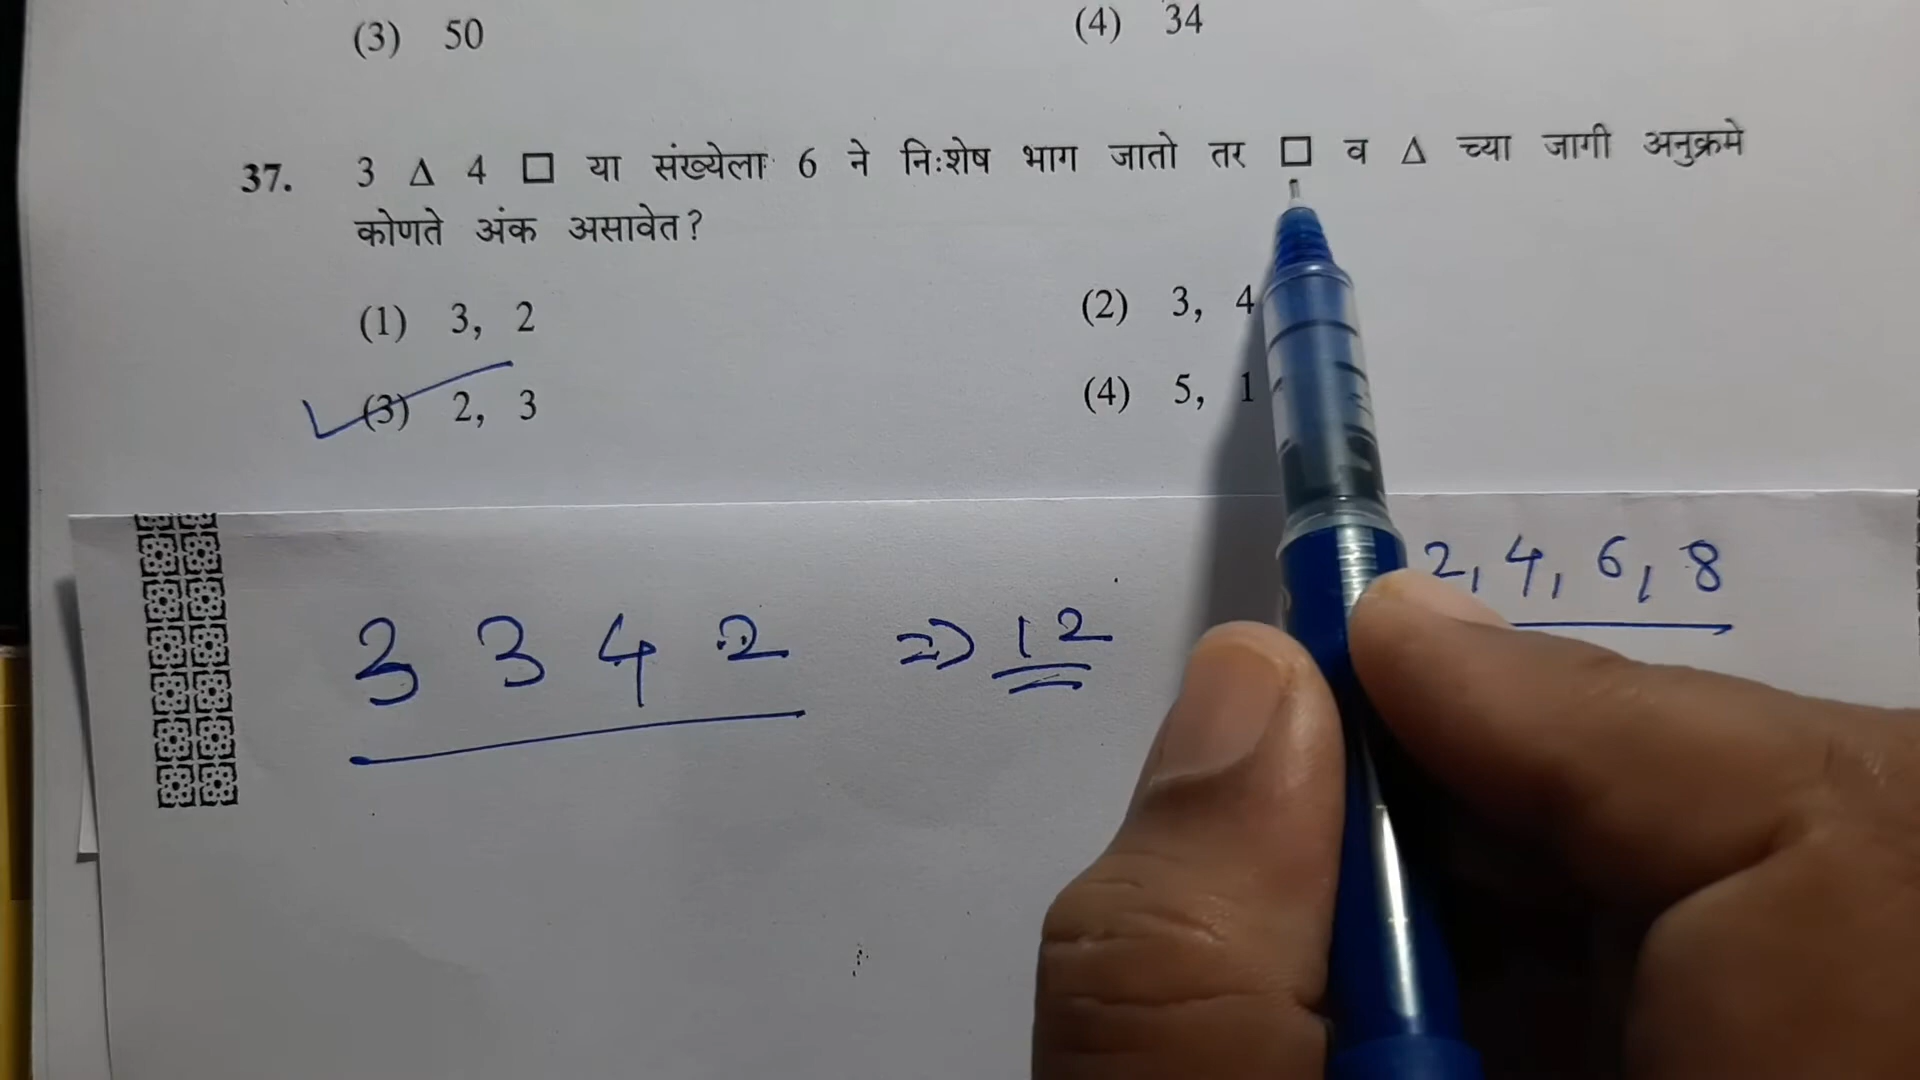 (3) 50 (4) 34
37. 3 Δ 4 □ या संख्येला 6 ने निःशेष भाग जातो तर □ व Δ च्या जागी अनुक्रमे
कोणते अंक असावेत?
(1) 3, 2 (2) 3, 4
(3) 2, 3 (4) 5, 1
2, 4, 6, 8
3 3 4 2 => 12